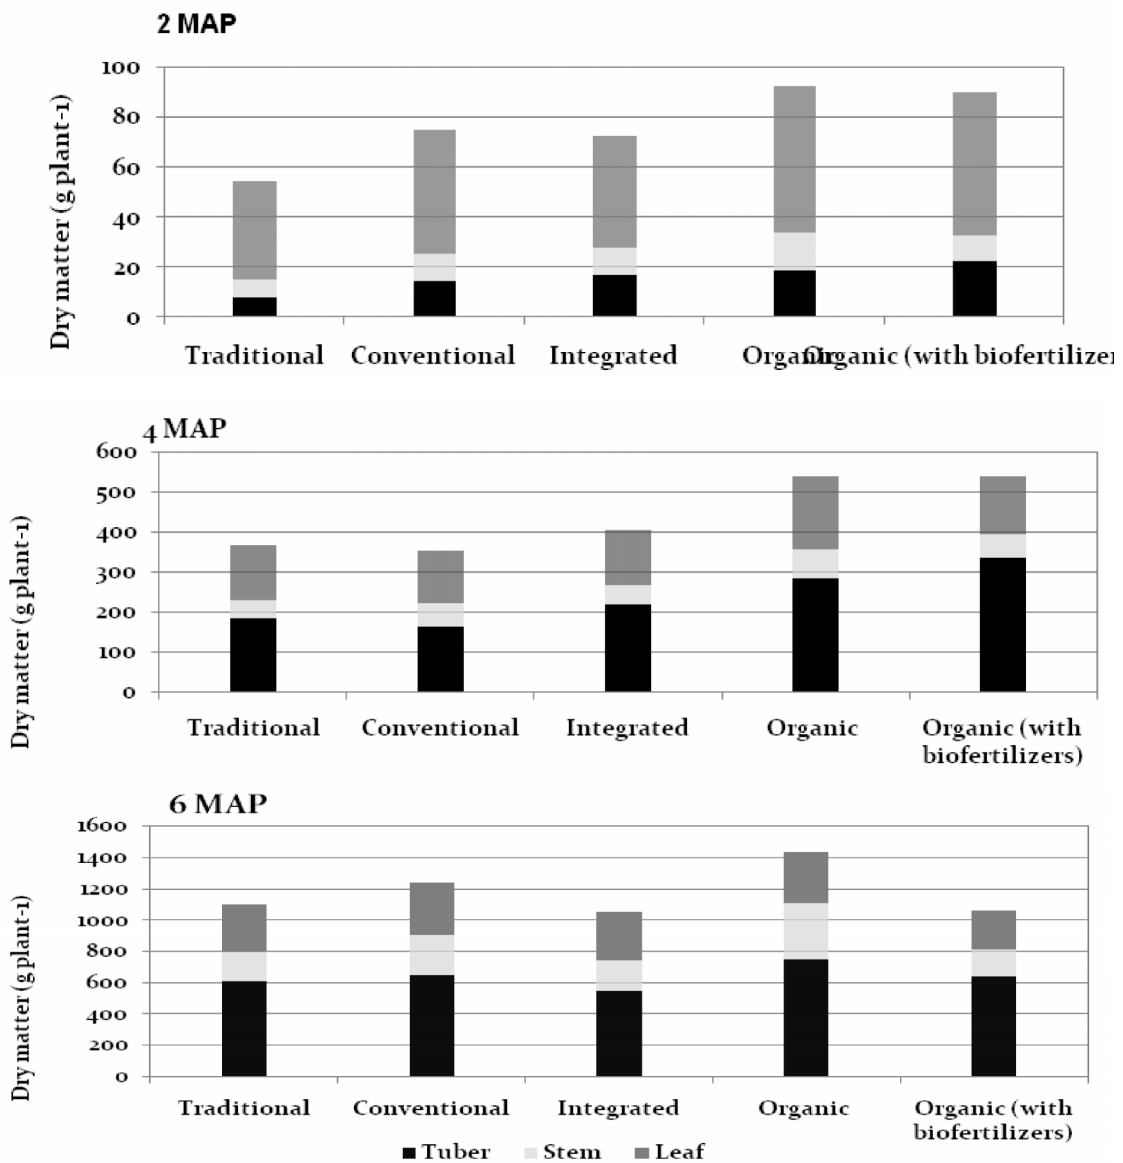 2 MAP
Dry matter (g plant-1)
100
80
60
40
20
0
Traditional Conventional Integrated Organic Organic (with biofertilizer
4 MAP
Dry matter (g plant-1)
600
500
400
300
200
100
0
Traditional Conventional Integrated Organic Organic (with
biofertilizers)
6 MAP
Dry matter (g plant-1)
1600
1400
1200
1000
800
600
400
200
0
Traditional Conventional Integrated Organic Organic (with
biofertilizers)
Tuber Stem Leaf